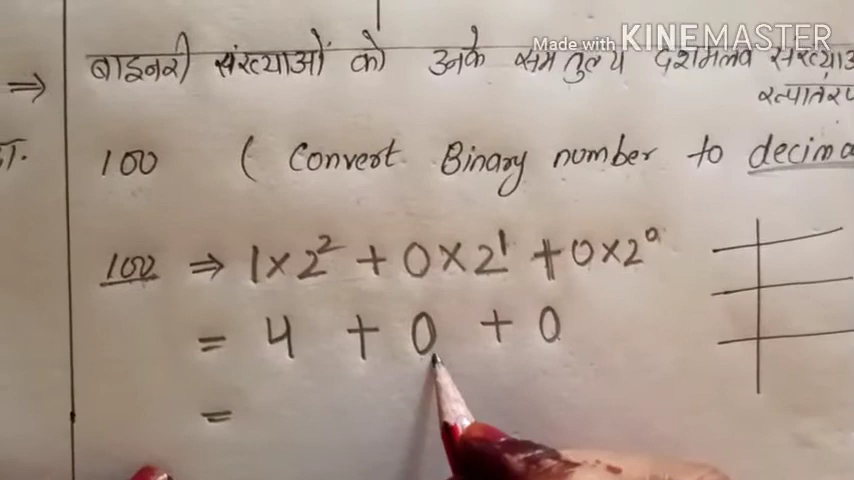 Made with KINEMASTER
बाइनरी संख्याओं को उनके समतुल्य दशमलव
100 ( Convert Binary number to decima
100 ⇒ 1×2² + 0×2¹ + 0×2⁰
= 4 + 0 + 0
=